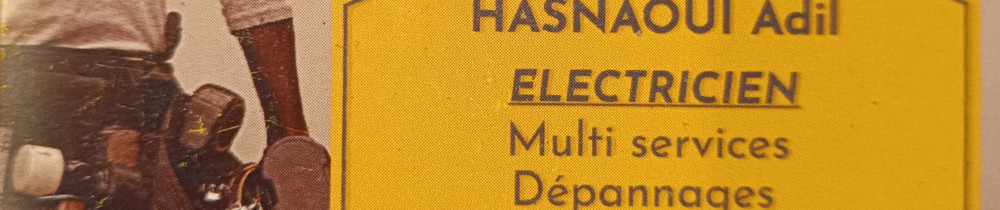 HASNAOUI Adil
ELECTRICIEN
Multi services
Dépannages